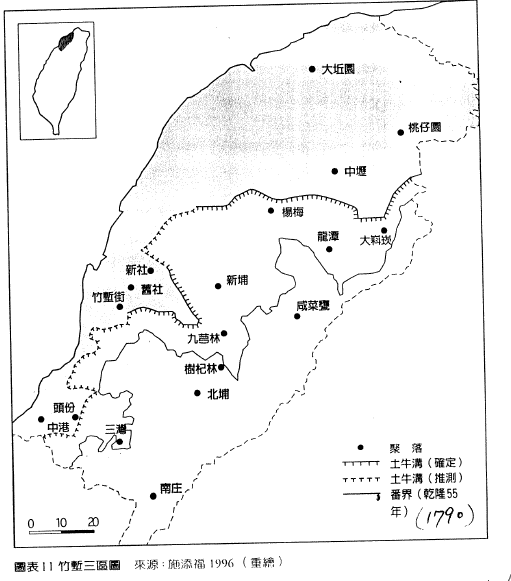 大坵園
桃仔園
中壢
楊梅
龍潭
大嵙崁
新社
舊社
新埔
竹塹街
咸菜甕
九芎林
樹杞林
北埔
頭份
中港
三灣
南庄
聚落
土牛溝(確定)
土牛溝(推測)
番界(乾隆55
年)(1790)
0 10 20
圖表11 竹塹三區圖 來源:施添福1996(重繪)